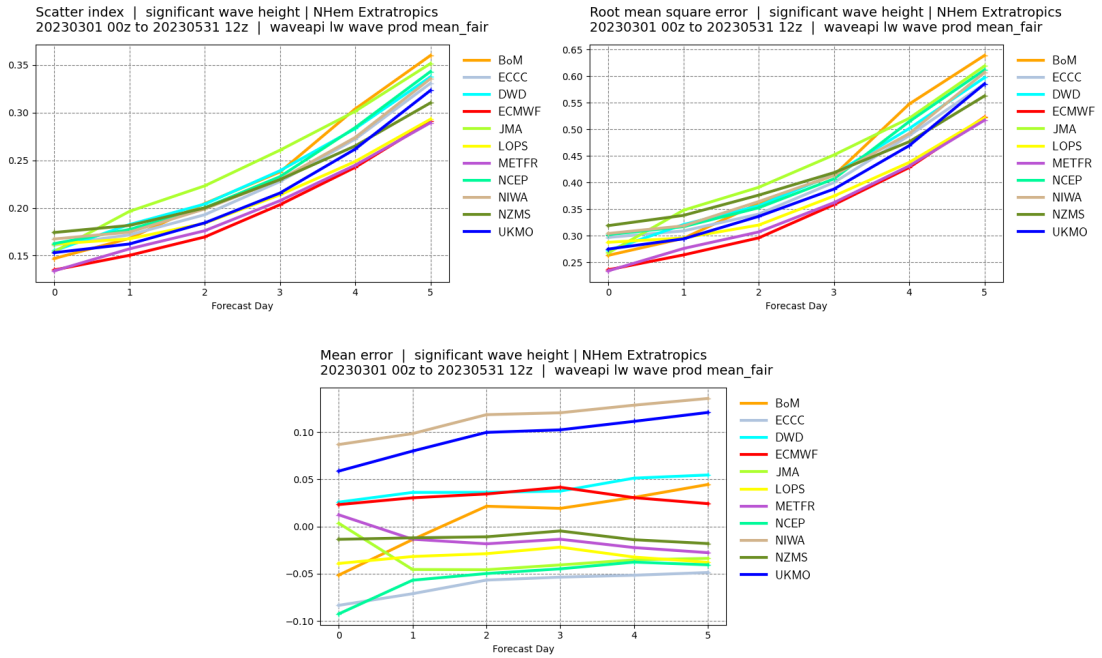 Scatter index | significant wave height | NHem Extratropics
20230301 00z to 20230531 12z | waveapi lw wave prod mean_fair
0.35
0.30
0.25
0.20
0.15
0 1 2 3 4 5
Forecast Day
BoM
ECCC
DWD
ECMWF
JMA
LOPS
METFR
NCEP
NIWA
NZMS
UKMO
Root mean square error | significant wave height | NHem Extratropics
20230301 00z to 20230531 12z | waveapi lw wave prod mean_fair
0.65
0.60
0.55
0.50
0.45
0.40
0.35
0.30
0.25
0 1 2 3 4 5
Forecast Day
BoM
ECCC
DWD
ECMWF
JMA
LOPS
METFR
NCEP
NIWA
NZMS
UKMO
Mean error | significant wave height | NHem Extratropics
20230301 00z to 20230531 12z | waveapi lw wave prod mean_fair
0.10
0.05
0.00
−0.05
−0.10
0 1 2 3 4 5
Forecast Day
BoM
ECCC
DWD
ECMWF
JMA
LOPS
METFR
NCEP
NIWA
NZMS
UKMO